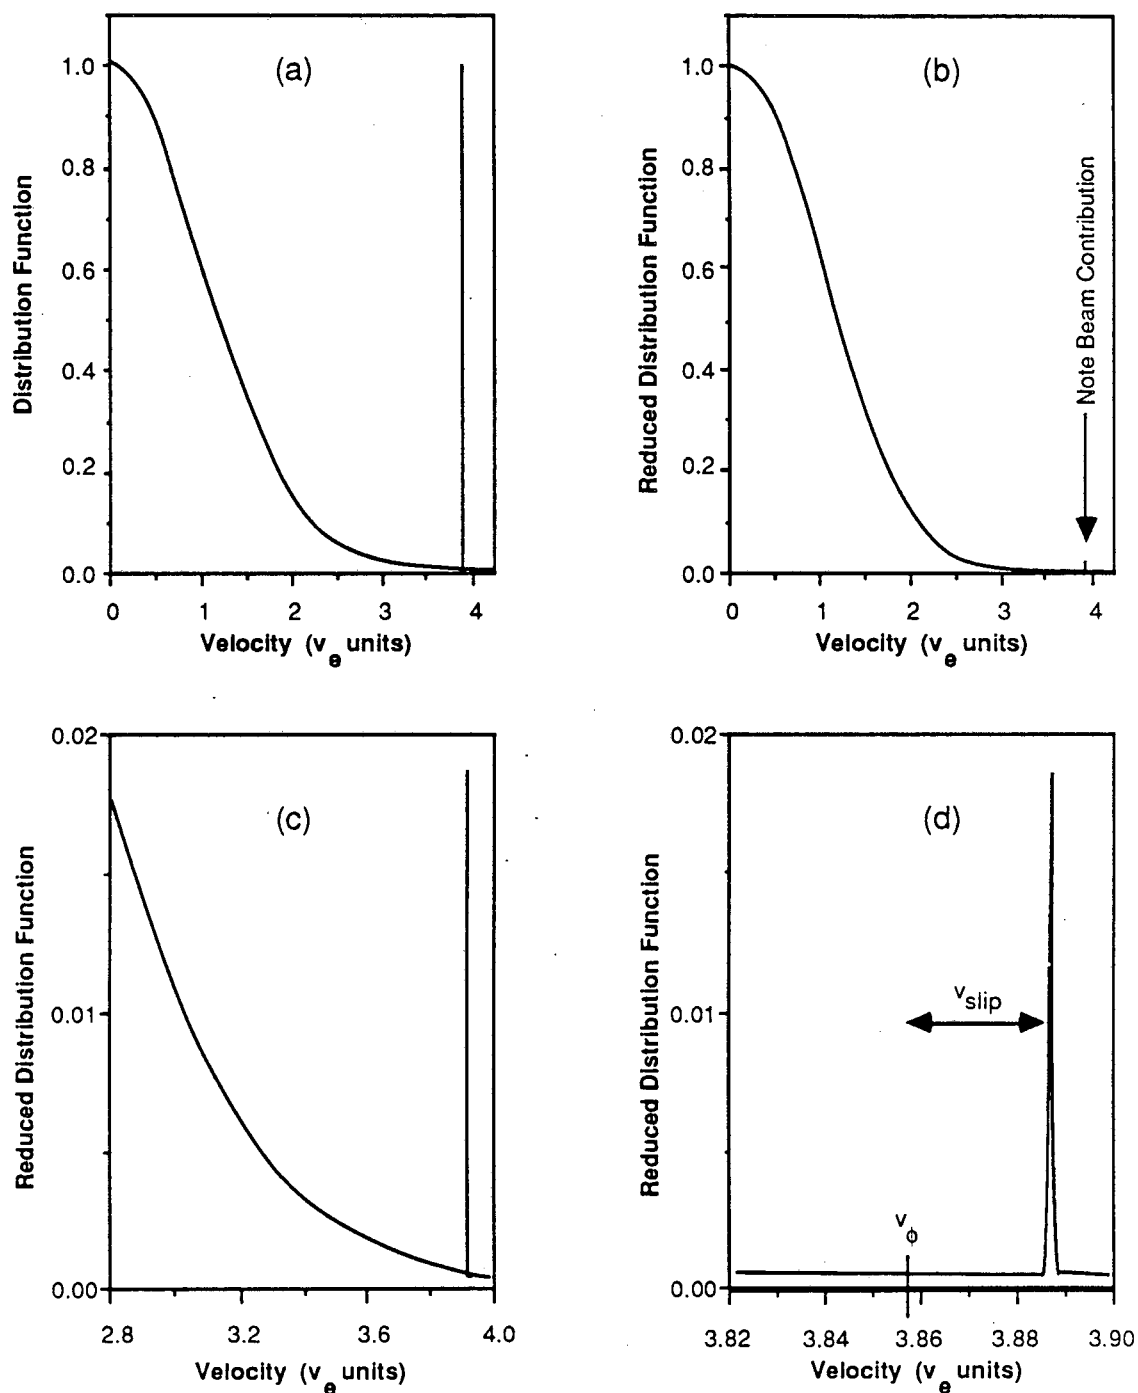 (a)
Distribution Function
1.0
0.8
0.6
0.4
0.2
0.0
0 1 2 3 4
Velocity (v_e units)
(b)
Reduced Distribution Function
1.0
0.8
0.6
0.4
0.2
0.0
Note Beam Contribution
0 1 2 3 4
Velocity (v_e units)
(c)
Reduced Distribution Function
0.02
0.01
0.00
2.8 3.2 3.6 4.0
Velocity (v_e units)
(d)
Reduced Distribution Function
0.02
0.01
0.00
v_slip
v_ϕ
3.82 3.84 3.86 3.88 3.90
Velocity (v_e units)